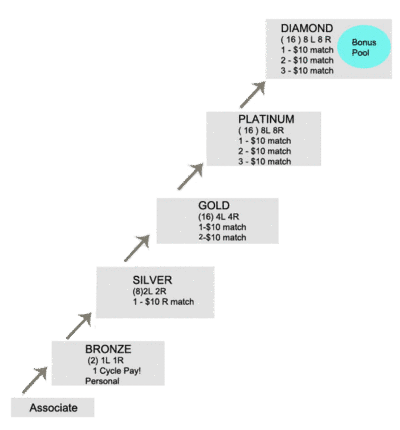 DIAMOND
( 16 ) 8 L 8 R
1 - $10 match
2 - $10 match
3 - $10 match
Bonus
Pool
PLATINUM
( 16 ) 8L 8R
1 - $10 match
2 - $10 match
3 - $10 match
GOLD
(16) 4L 4R
1-$10 match
2-$10 match
SILVER
(8)2L 2R
1 - $10 R match
BRONZE
(2) 1L 1R
1 Cycle Pay!
Personal
Associate